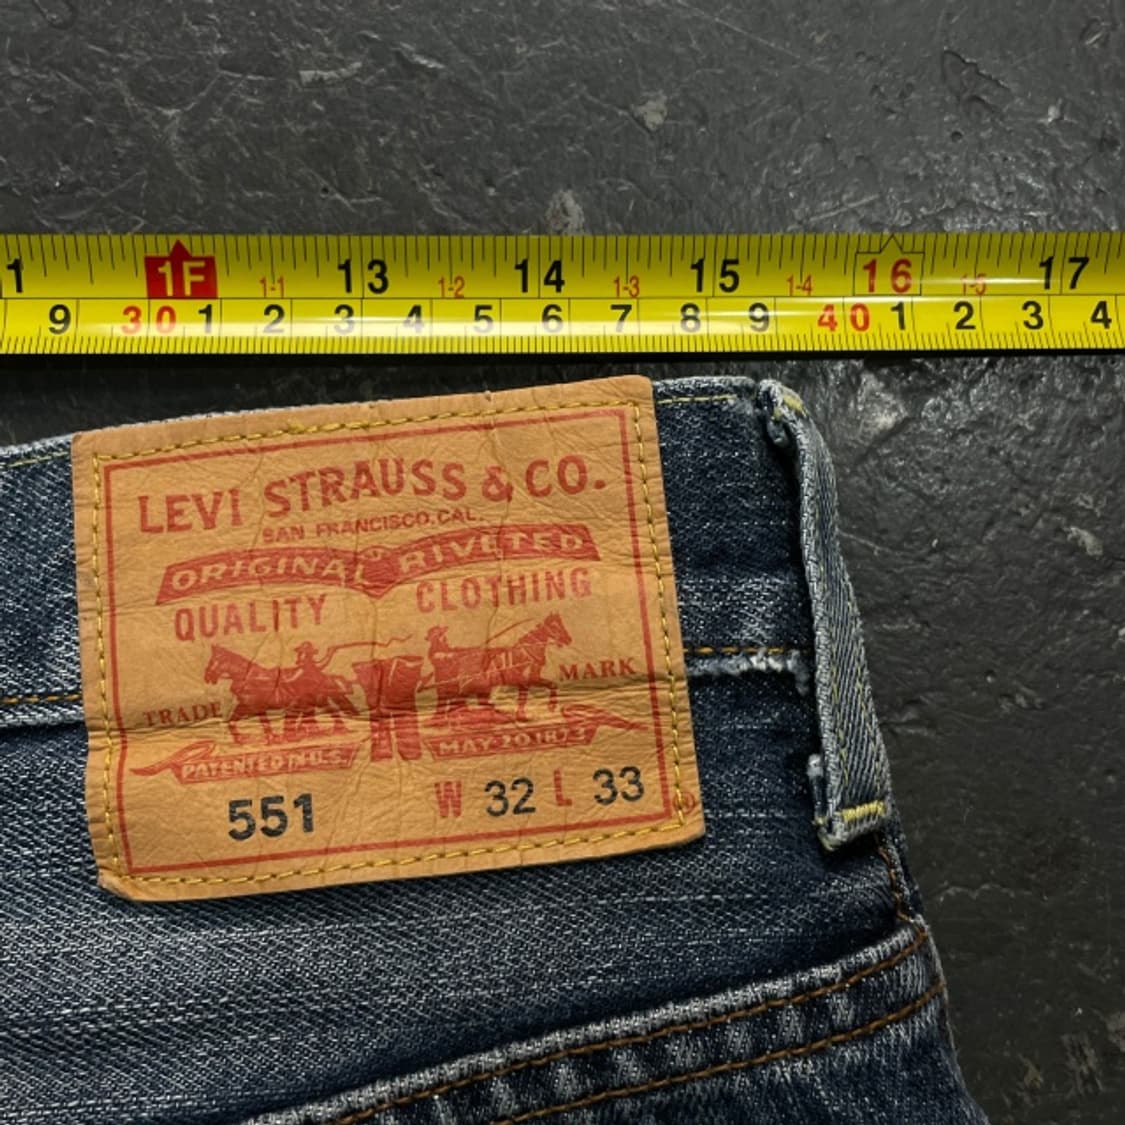 1 1F 1-1 13 1-2 14 1-3 15 1-4 16 1-5 17
9 30 1 2 3 4 5 6 7 8 9 40 1 2 3 4
LEVI STRAUSS & CO.
SAN FRANCISCO, CAL.
ORIGINAL RIVETED
QUALITY CLOTHING
TRADE MARK
PATENTED IN U.S. MAY 20 1873
551 W 32 L 33 ®